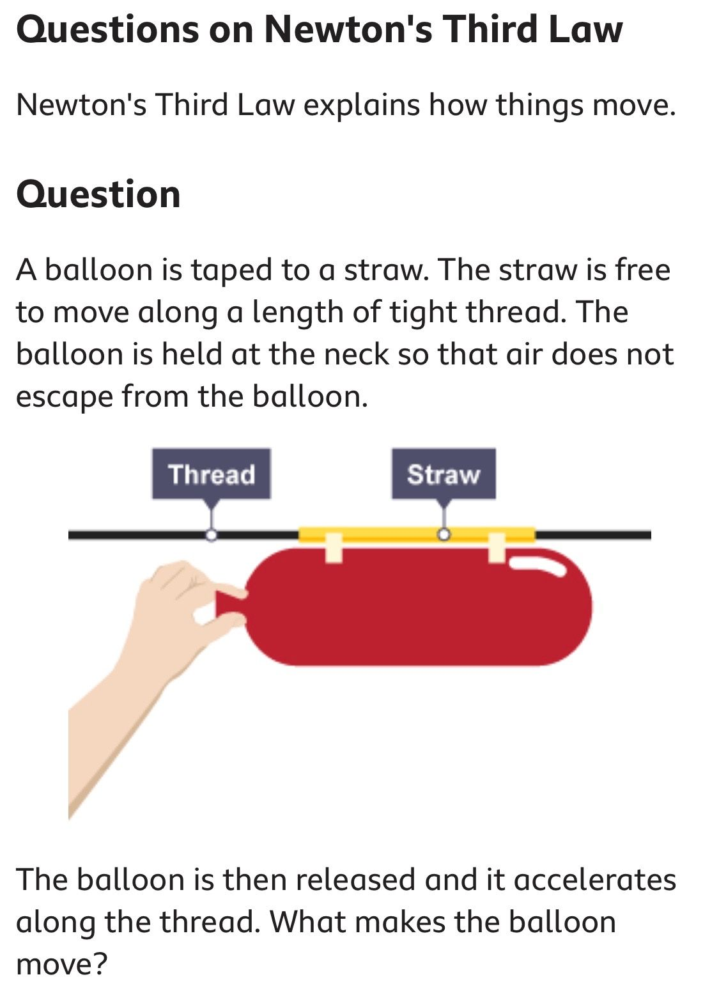 Questions on Newton's Third Law
Newton's Third Law explains how things move.
Question
A balloon is taped to a straw. The straw is free
to move along a length of tight thread. The
balloon is held at the neck so that air does not
escape from the balloon.
Thread
Straw
The balloon is then released and it accelerates
along the thread. What makes the balloon
move?